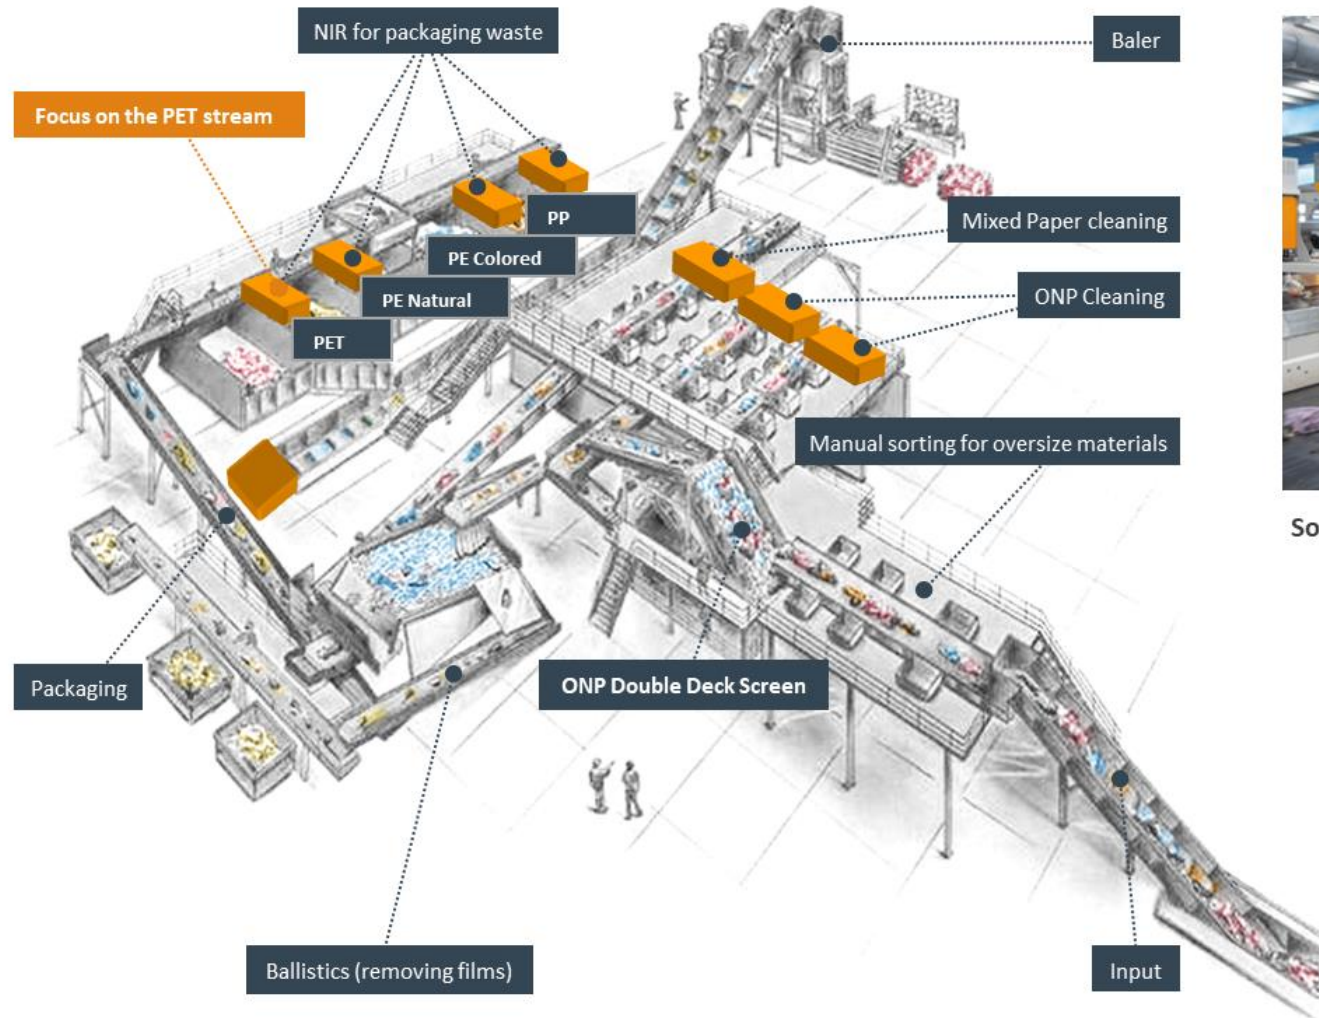 NIR for packaging waste
Baler
Focus on the PET stream
PP
Mixed Paper cleaning
PE Colored
PE Natural
ONP Cleaning
PET
Manual sorting for oversize materials
So
Packaging
ONP Double Deck Screen
Ballistics (removing films)
Input